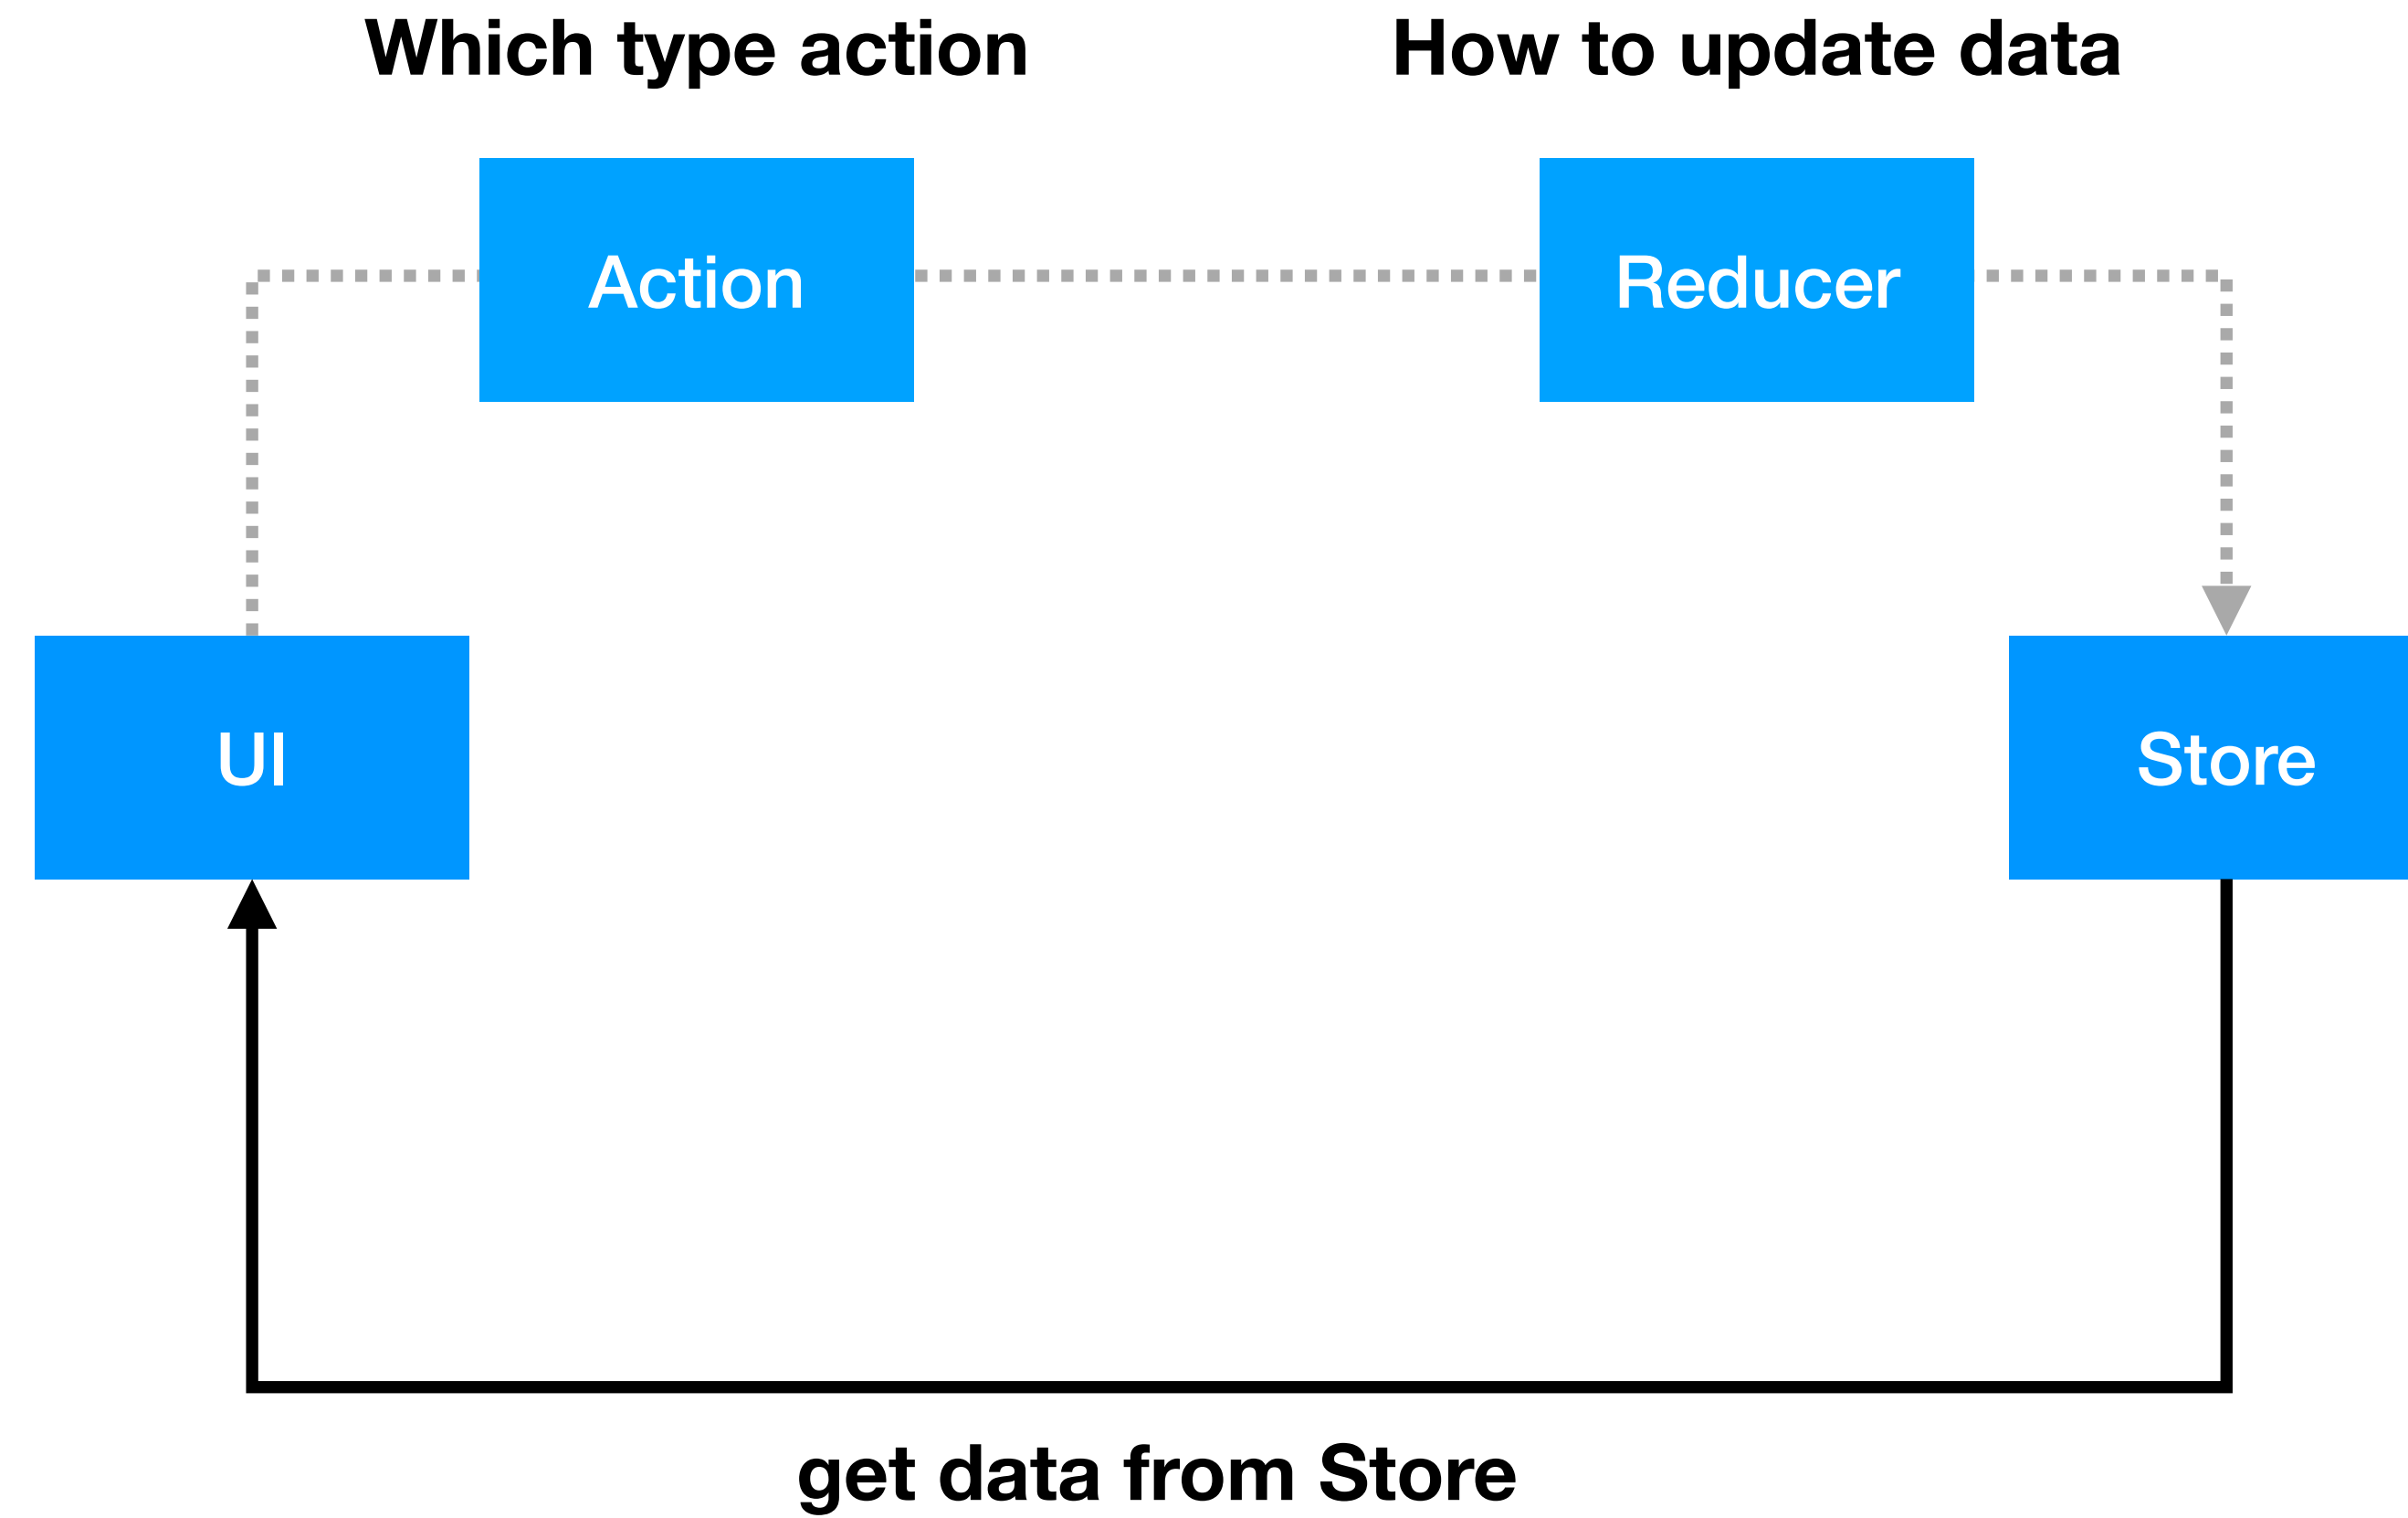 Which type action
How to update data
Action
Reducer
UI
Store
get data from Store